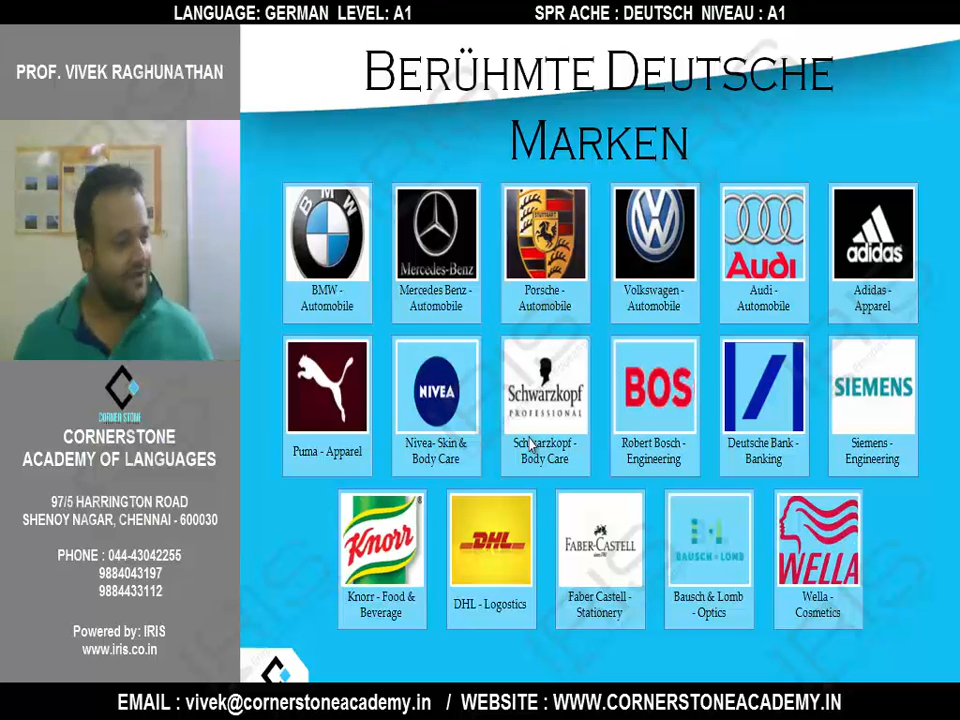 LANGUAGE: GERMAN LEVEL: A1
SPR ACHE : DEUTSCH NIVEAU : A1
PROF. VIVEK RAGHUNATHAN
BERÜHMTE DEUTSCHE
MARKEN
BMW
Mercedes-Benz
STUTTGART
Audi
adidas
BMW -
Automobile
Mercedes Benz -
Automobile
Porsche -
Automobile
Volkswagen -
Automobile
Audi -
Automobile
Adidas -
Apparel
NIVEA
Schwarzkopf
PROFESSIONAL
BOS
SIEMENS
Puma - Apparel
Nivea- Skin &
Body Care
Schwarzkopf -
Body Care
Robert Bosch -
Engineering
Deutsche Bank -
Banking
Siemens -
Engineering
Knorr
DHL
FABER-CASTELL
BAUSCH + LOMB
WELLA
Knorr - Food &
Beverage
DHL - Logostics
Faber Castell -
Stationery
Bausch & Lomb
- Optics
Wella -
Cosmetics
CORNER STONE
CORNERSTONE
ACADEMY OF LANGUAGES
97/5 HARRINGTON ROAD
SHENOY NAGAR, CHENNAI - 600030
PHONE : 044-43042255
9884043197
9884433112
Powered by: IRIS
www.iris.co.in
EMAIL : vivek@cornerstoneacademy.in / WEBSITE : WWW.CORNERSTONEACADEMY.IN